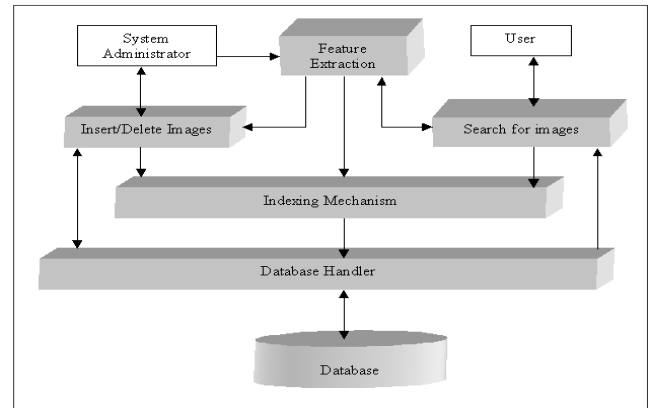 System
Administrator
Feature
Extraction
User
Insert/Delete Images
Search for images
Indexing Mechanism
Database Handler
Database